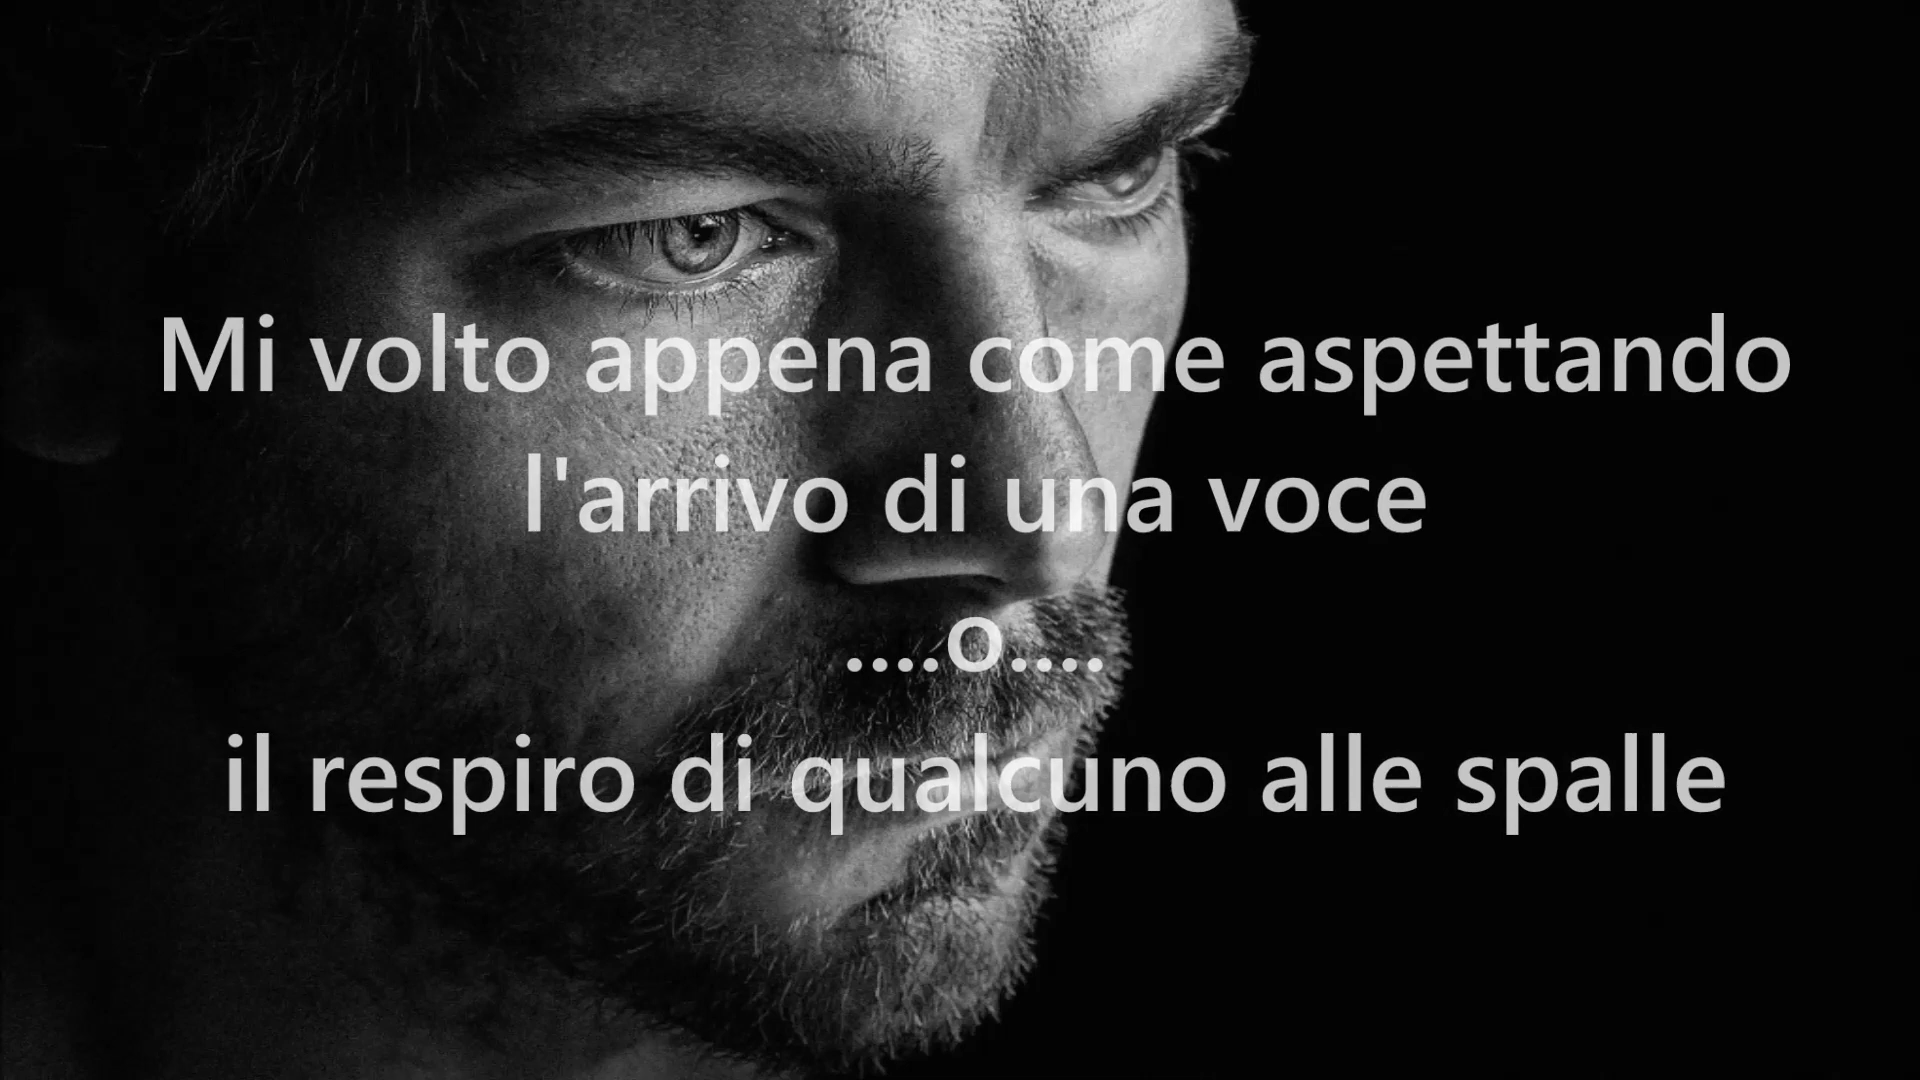 Mi volto appena come aspettando
l'arrivo di una voce
....o....
il respiro di qualcuno alle spalle